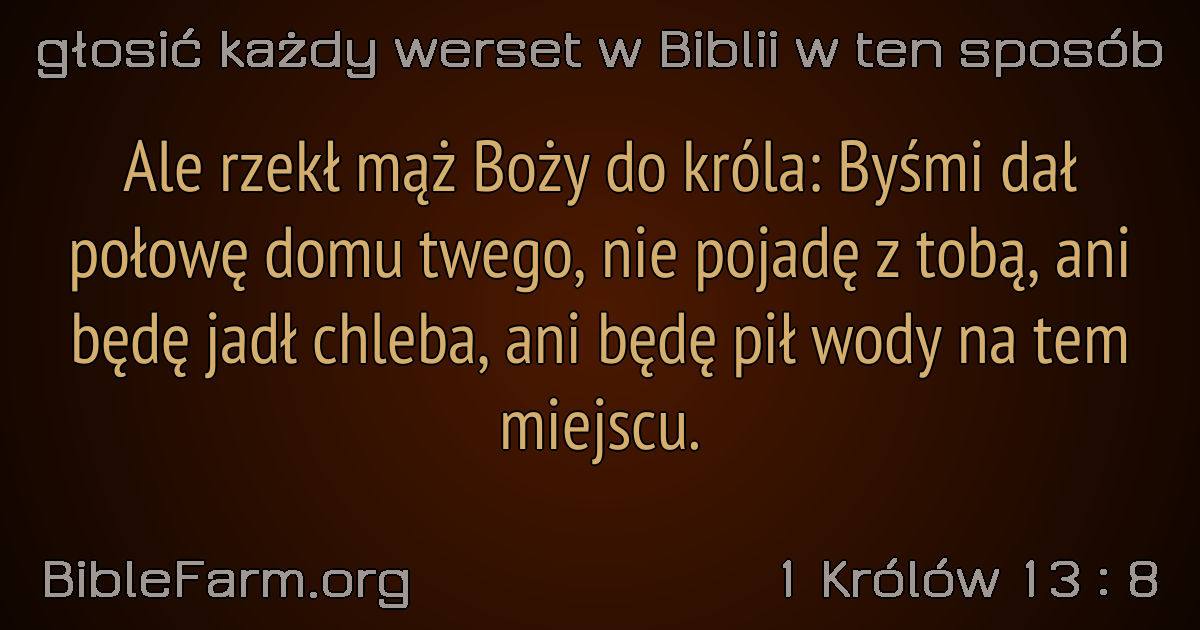 głosić każdy werset w Biblii w ten sposób
Ale rzekł mąż Boży do króla: Byśmi dał
połowę domu twego, nie pojadę z tobą, ani
będę jadł chleba, ani będę pił wody na tem
miejscu.
BibleFarm.org
1 Królów 13 : 8